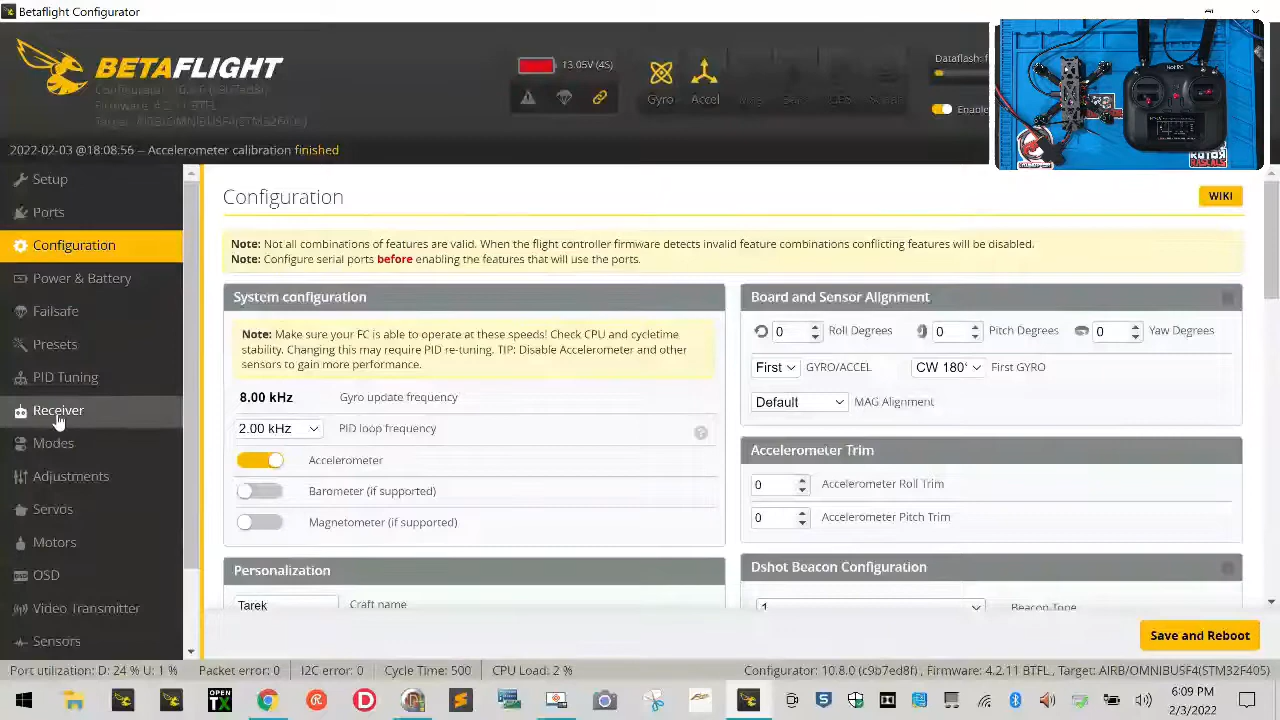 Betaflight Configurator
BETAFLIGHT
13.05V (4S)
Gyro
Accel
Dataflash: f
Enable
2022-02-03 @18:08:56 -- Accelerometer calibration finished
Setup
Ports
Configuration
Power & Battery
Failsafe
Presets
PID Tuning
Receiver
Modes
Adjustments
Servos
Motors
OSD
Video Transmitter
Sensors
Configuration
WIKI
Note: Not all combinations of features are valid. When the flight controller firmware detects invalid feature combinations conflicting features will be disabled.
Note: Configure serial ports before enabling the features that will use the ports.
System configuration
Note: Make sure your FC is able to operate at these speeds! Check CPU and cycletime
stability. Changing this may require PID re-tuning. TIP: Disable Accelerometer and other
sensors to gain more performance.
8.00 kHz Gyro update frequency
2.00 kHz PID loop frequency
Accelerometer
Barometer (if supported)
Magnetometer (if supported)
Personalization
Tarek Craft name
Board and Sensor Alignment
0 Roll Degrees 0 Pitch Degrees 0 Yaw Degrees
First GYRO/ACCEL CW 180° First GYRO
Default MAG Alignment
Accelerometer Trim
0 Accelerometer Roll Trim
0 Accelerometer Pitch Trim
Dshot Beacon Configuration
1 Beacon Tone
Save and Reboot
Port utilization: D: 24 % U: 1 % Packet error: 0 I2C error: 0 Cycle Time: 500 CPU Load: 2 % Configurator: 10.8.0 (c9b7ed8f), Firmware: 4.2.11 BTFL, Target: AIRB/OMNIBUSF4(STM32F405)
OPEN
TX
6:09 PM
2/3/2022